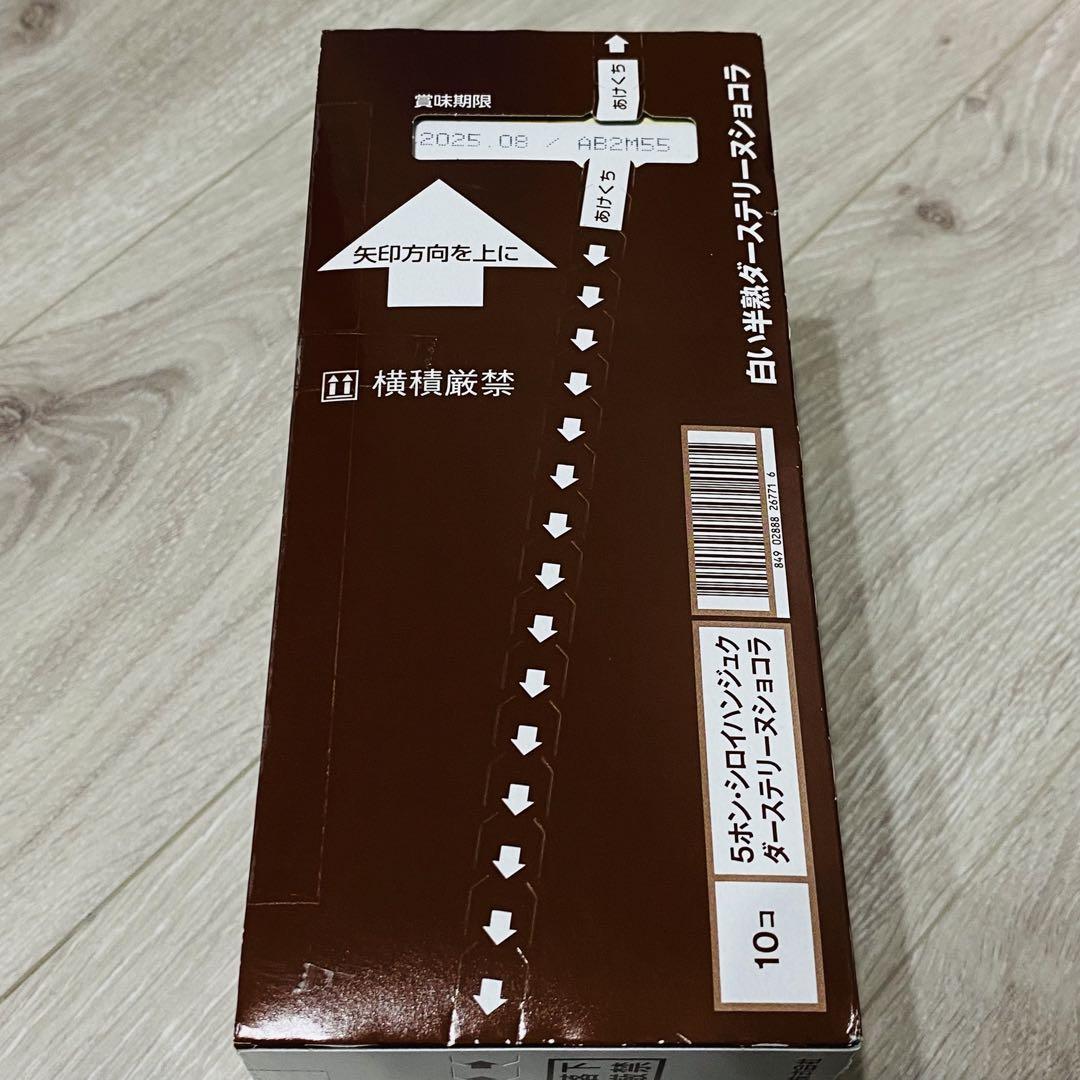 賞味期限
2025.08 / AB2M55
あけくち
あけくち
矢印方向を上に
横積厳禁
白い半熟ダーステリーヌショコラ
849 02888 26771 6
5ホン・シロイハンジュク
ダーステリーヌショコラ
10コ